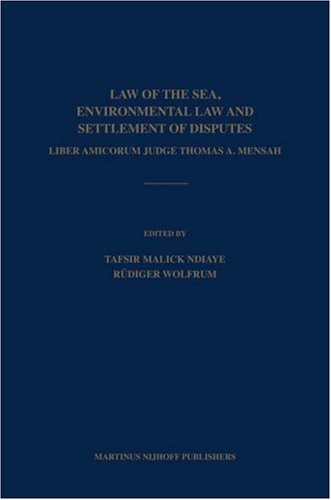 LAW OF THE SEA,
ENVIRONMENTAL LAW AND
SETTLEMENT OF DISPUTES
LIBER AMICORUM JUDGE THOMAS A. MENSAH
EDITED BY
TAFSIR MALICK NDIAYE
RÜDIGER WOLFRUM
MARTINUS NIJHOFF PUBLISHERS